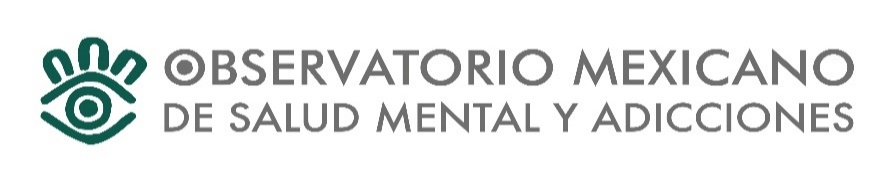 OBSERVATORIO MEXICANO
DE SALUD MENTAL Y ADICCIONES